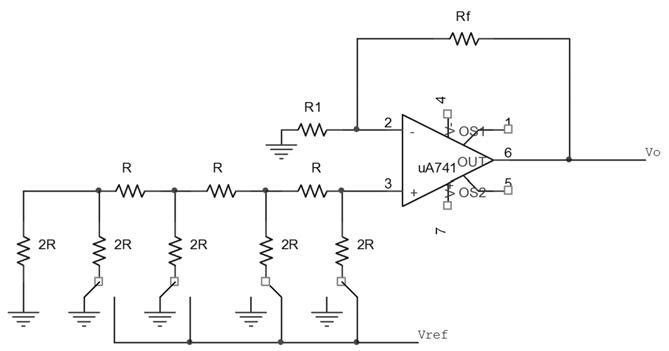 Rf
R1
4
2
V-
OS1
1
-
uA741
OUT
6
Vo
R
R
R
3
+
V+
OS2
5
7
2R
2R
2R
2R
2R
Vref